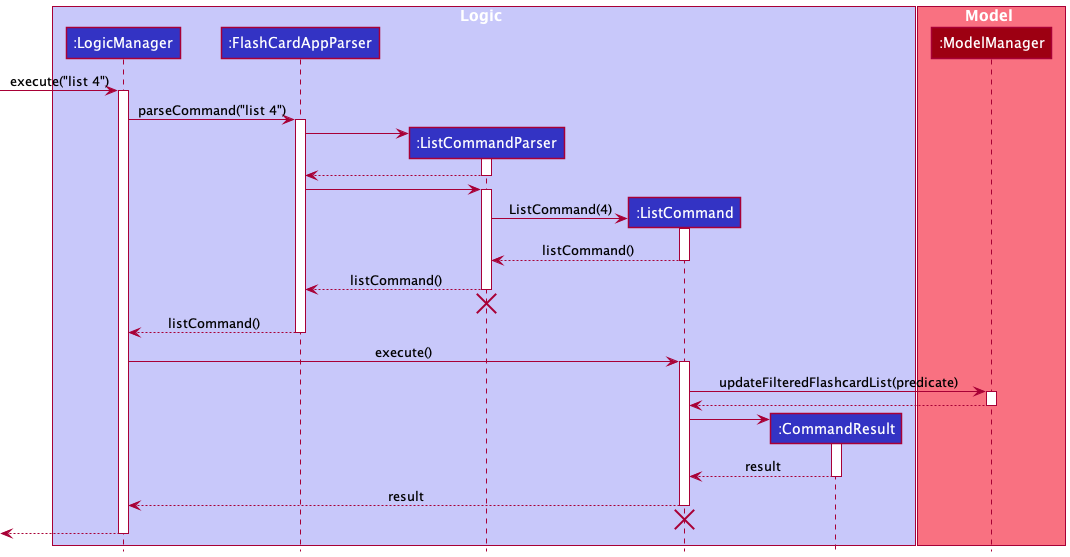 Logic
Model
:LogicManager
:FlashCardAppParser
:ModelManager
execute("list 4")
parseCommand("list 4")
:ListCommandParser
ListCommand(4)
:ListCommand
listCommand()
listCommand()
listCommand()
execute()
updateFilteredFlashcardList(predicate)
:CommandResult
result
result